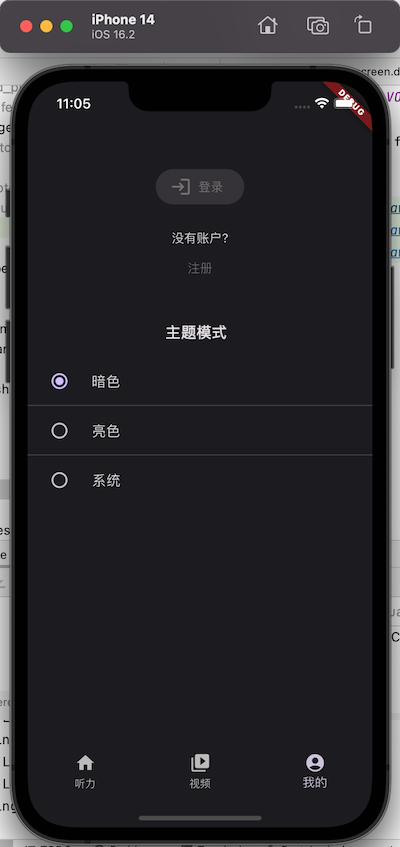 iPhone 14
iOS 16.2
creen.d
11:05
DEBUG
登录
没有账户?
注册
主题模式
暗色
亮色
系统
听力
视频
我的